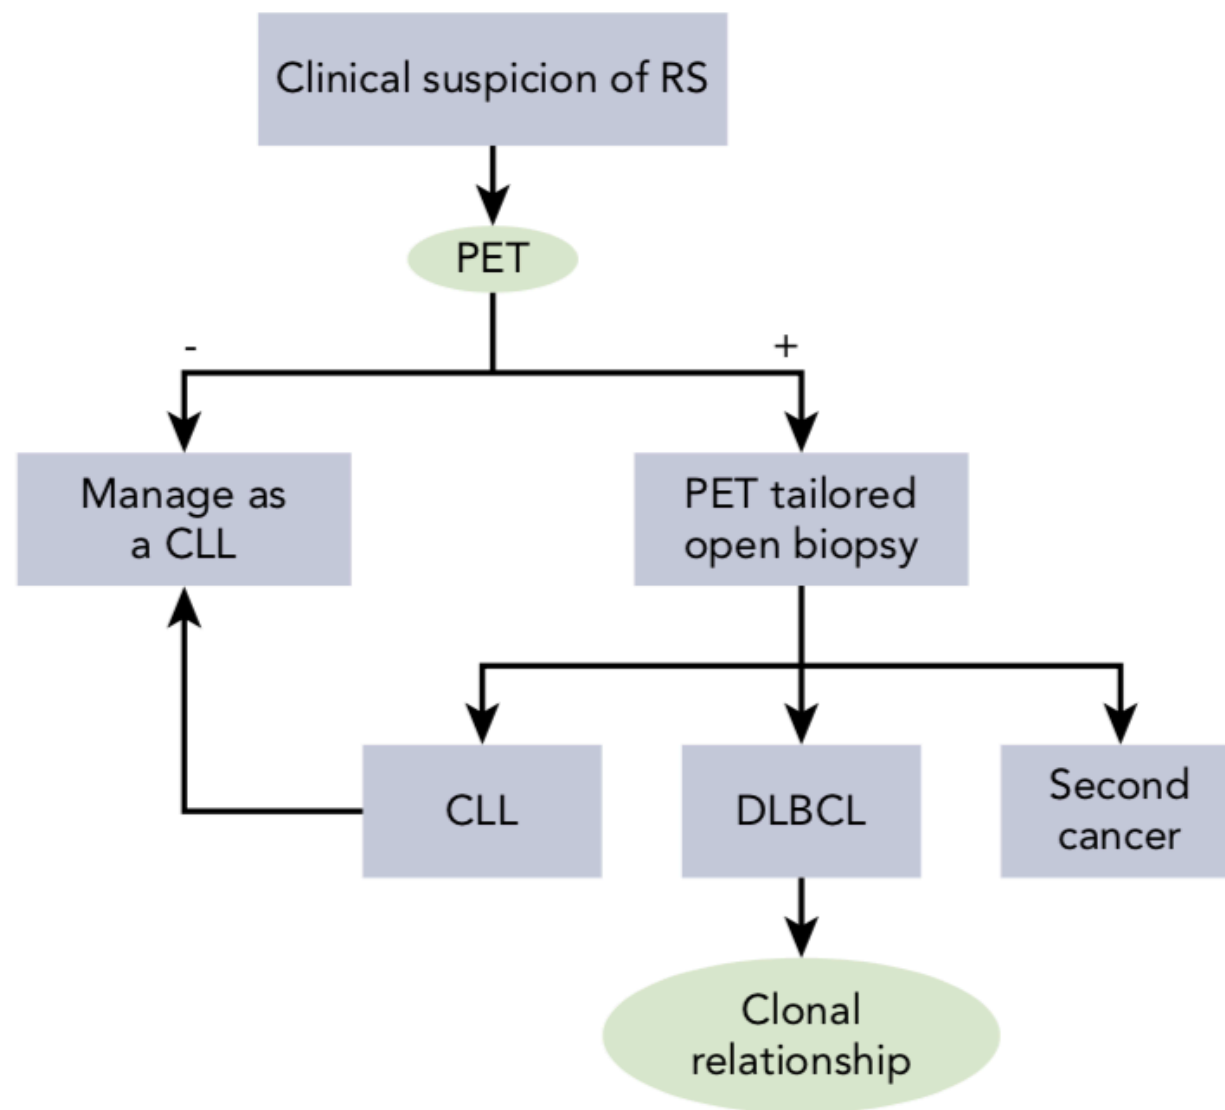 Clinical suspicion of RS
PET
-
+
Manage as
a CLL
PET tailored
open biopsy
CLL
DLBCL
Second
cancer
Clonal
relationship